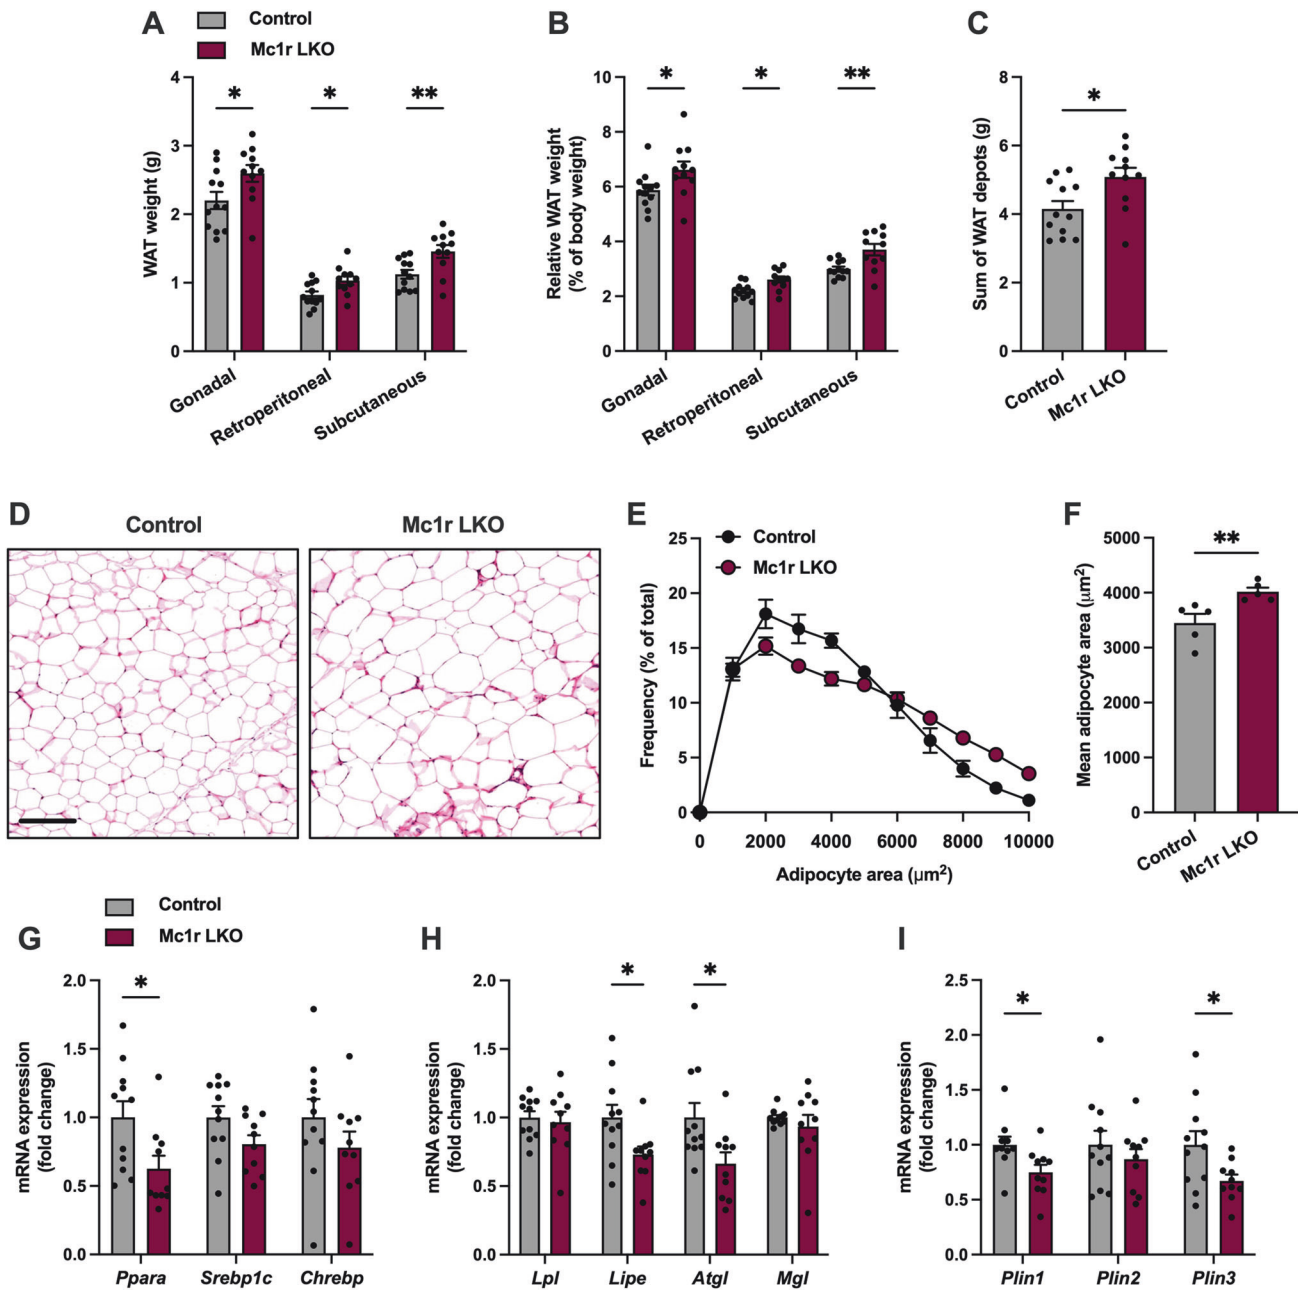 A
Control
Mc1r LKO
WAT weight (g)
4
3
2
1
0
*
*
**
Gonadal
Retroperitoneal
Subcutaneous
B
Relative WAT weight
(% of body weight)
10
8
6
4
2
0
*
*
**
Gonadal
Retroperitoneal
Subcutaneous
C
Sum of WAT depots (g)
8
6
4
2
0
*
Control
Mc1r LKO
D
Control
Mc1r LKO
E
Control
Mc1r LKO
Frequency (% of total)
25
20
15
10
5
0
0 2000 4000 6000 8000 10000
Adipocyte area (μm²)
F
Mean adipocyte area (μm²)
5000
4000
3000
2000
1000
0
**
Control
Mc1r LKO
G
Control
Mc1r LKO
mRNA expression
(fold change)
2.0
1.5
1.0
0.5
0.0
*
Ppara Srebp1c Chrebp
H
mRNA expression
(fold change)
2.0
1.5
1.0
0.5
0.0
*
*
Lpl Lipe Atgl Mgl
I
mRNA expression
(fold change)
2.5
2.0
1.5
1.0
0.5
0.0
*
*
Plin1 Plin2 Plin3